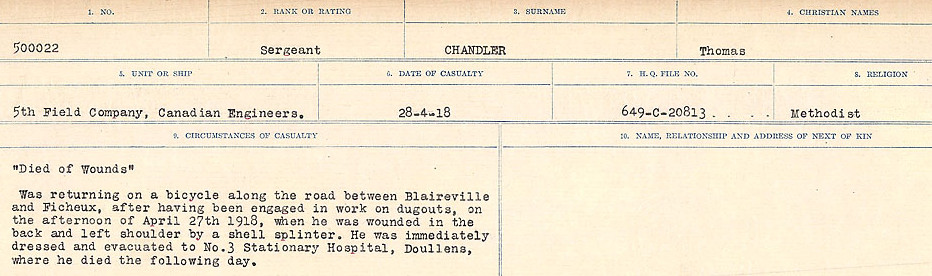 1. NO. 2. RANK OR RATING 3. SURNAME 4. CHRISTIAN NAMES
500022 Sergeant CHANDLER Thomas
5. UNIT OR SHIP 6. DATE OF CASUALTY 7. H. Q. FILE NO. 8. RELIGION
5th Field Company, Canadian Engineers. 28-4-18 649-C-20813 . . . . Methodist
9. CIRCUMSTANCES OF CASUALTY 10. NAME, RELATIONSHIP AND ADDRESS OF NEXT OF KIN
"Died of Wounds"
Was returning on a bicycle along the road between Blaireville
and Ficheux, after having been engaged in work on dugouts, on
the afternoon of April 27th 1918, when he was wounded in the
back and left shoulder by a shell splinter. He was immediately
dressed and evacuated to No.3 Stationary Hospital, Doullens,
where he died the following day.